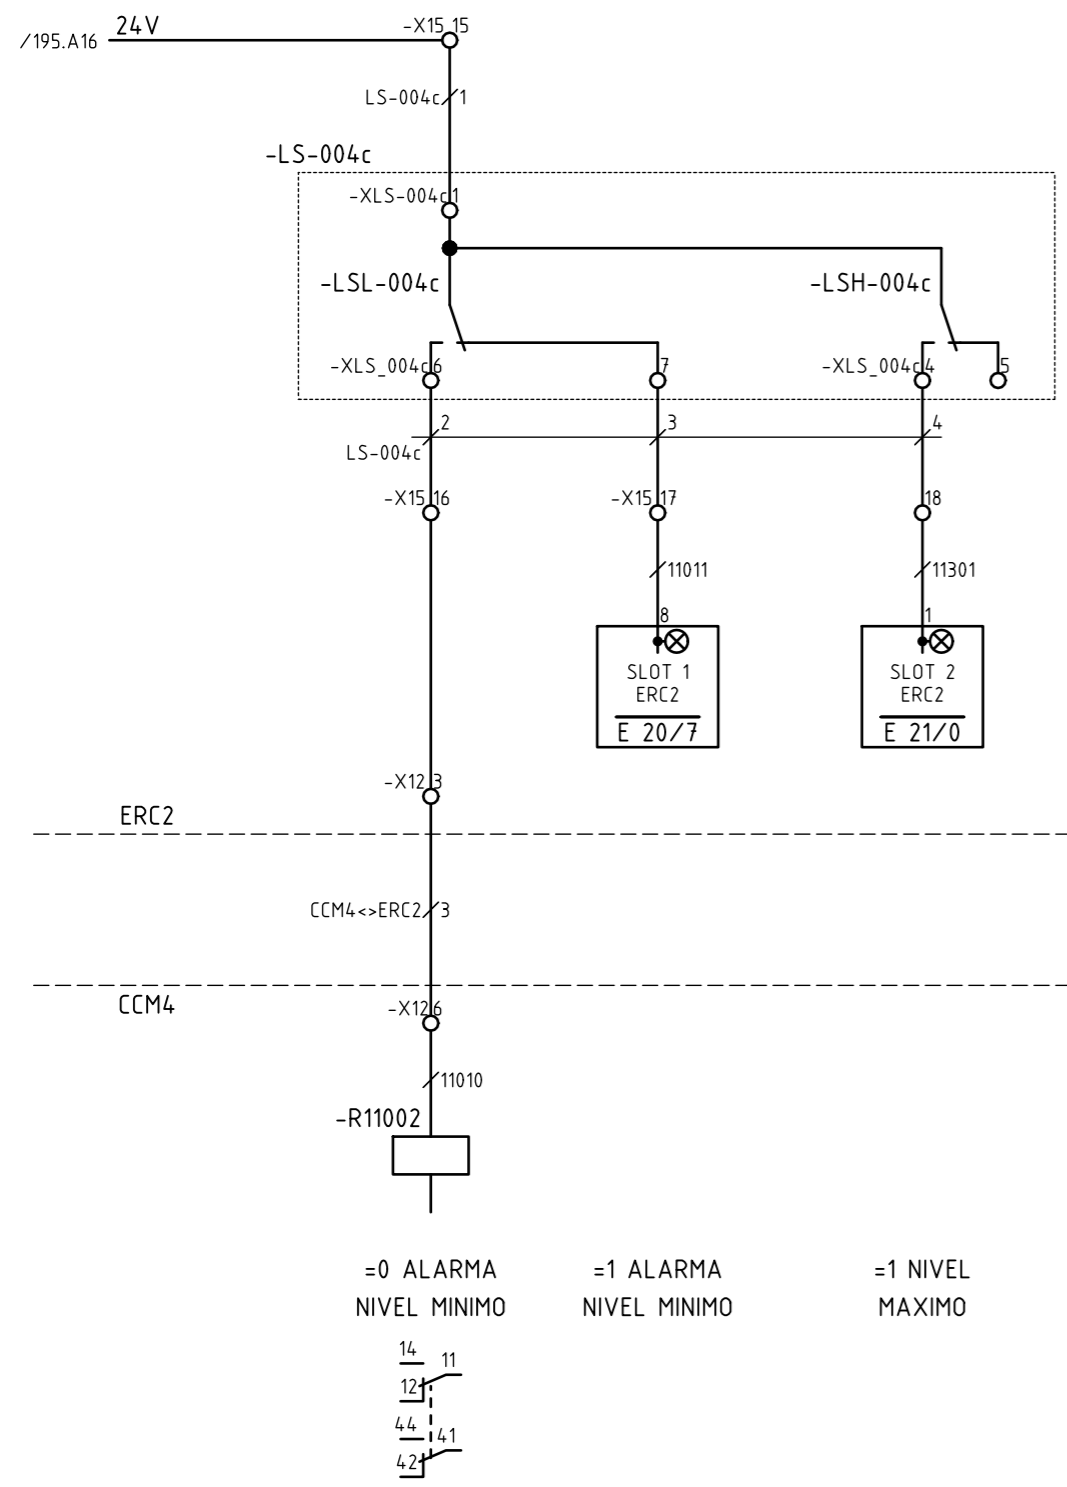 24V
/195.A16
-X15 15
LS-004c 1
-LS-004c
-XLS-004c 1
-LSL-004c
-LSH-004c
-XLS_004c 6
7
-XLS_004c 4
5
2
3
4
LS-004c
-X15 16
-X15 17
18
11011
11301
8
1
SLOT 1
ERC2
E 20/7
SLOT 2
ERC2
E 21/0
-X12 3
ERC2
CCM4<>ERC2 3
CCM4
-X12 6
11010
-R11002
=0 ALARMA
NIVEL MINIMO
=1 ALARMA
NIVEL MINIMO
=1 NIVEL
MAXIMO
14
11
12
44
41
42